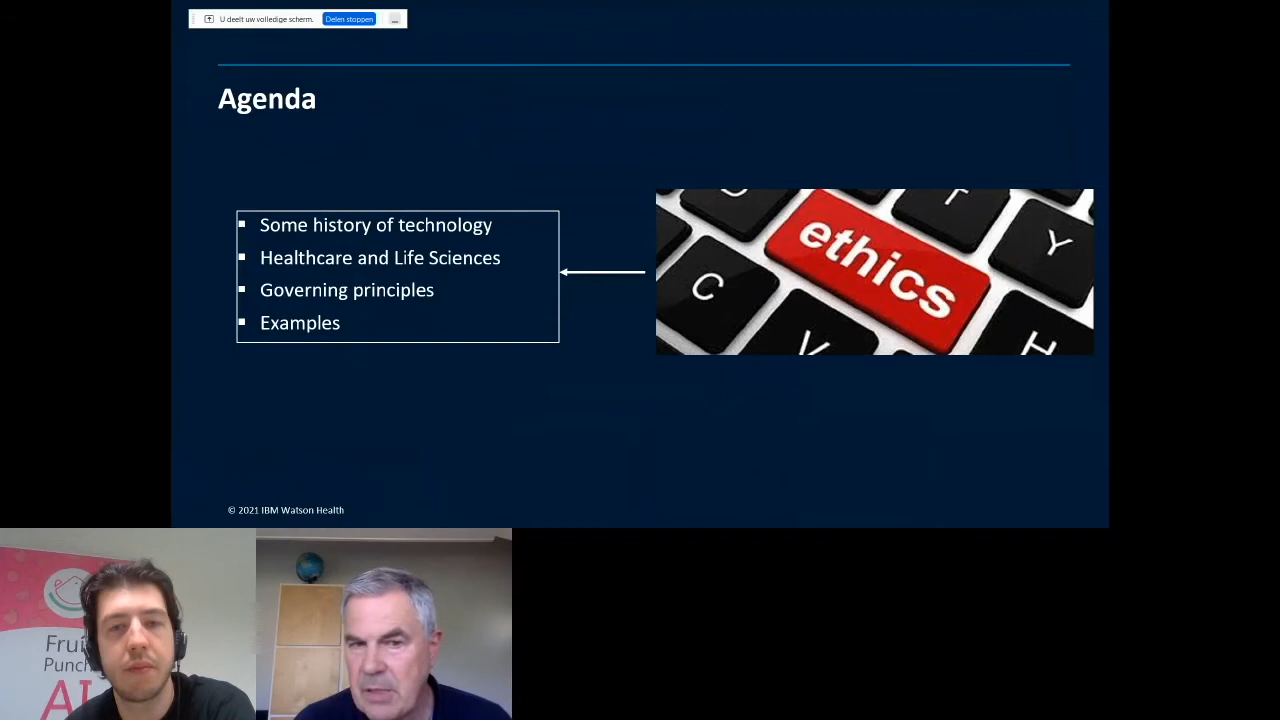 U deelt uw volledige scherm. Delen stoppen
Agenda
Some history of technology
Healthcare and Life Sciences
Governing principles
Examples
ethics
C
V
Y
H
© 2021 IBM Watson Health
Punch
AI